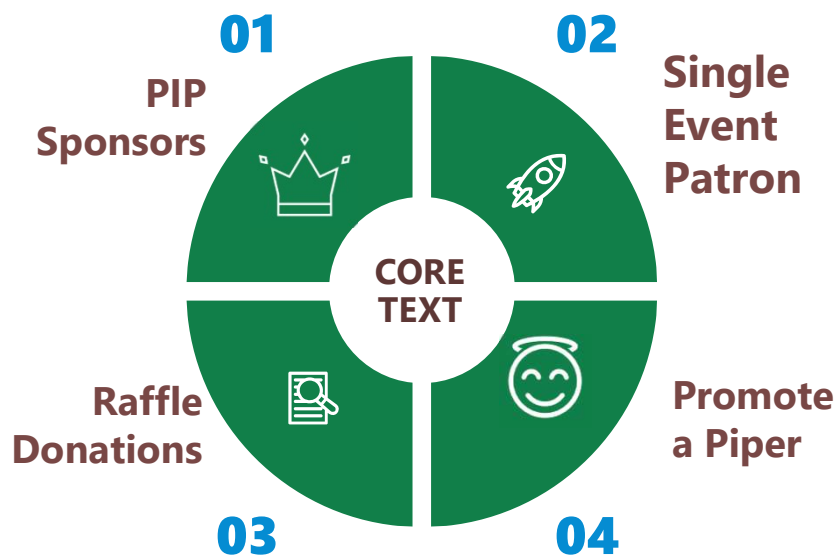 01
PIP
Sponsors
02
Single
Event
Patron
CORE
TEXT
Raffle
Donations
03
Promote
a Piper
04